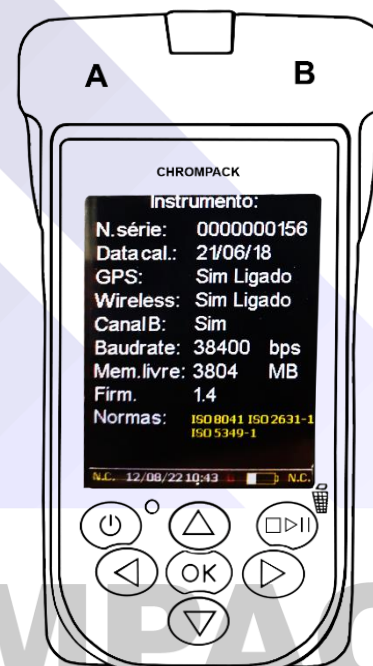 A B
CHROMPACK
Instrumento:
N.série: 0000000156
Data cal.: 21/06/18
GPS: Sim Ligado
Wireless: Sim Ligado
Canal B: Sim
Baudrate: 38400 bps
Mem.livre: 3804 MB
Firm. 1.4
Normas: ISO 8041 ISO 2631-1
ISO 5349-1
N.C. 12/08/22 10:43 N.C.
OK
MPAC